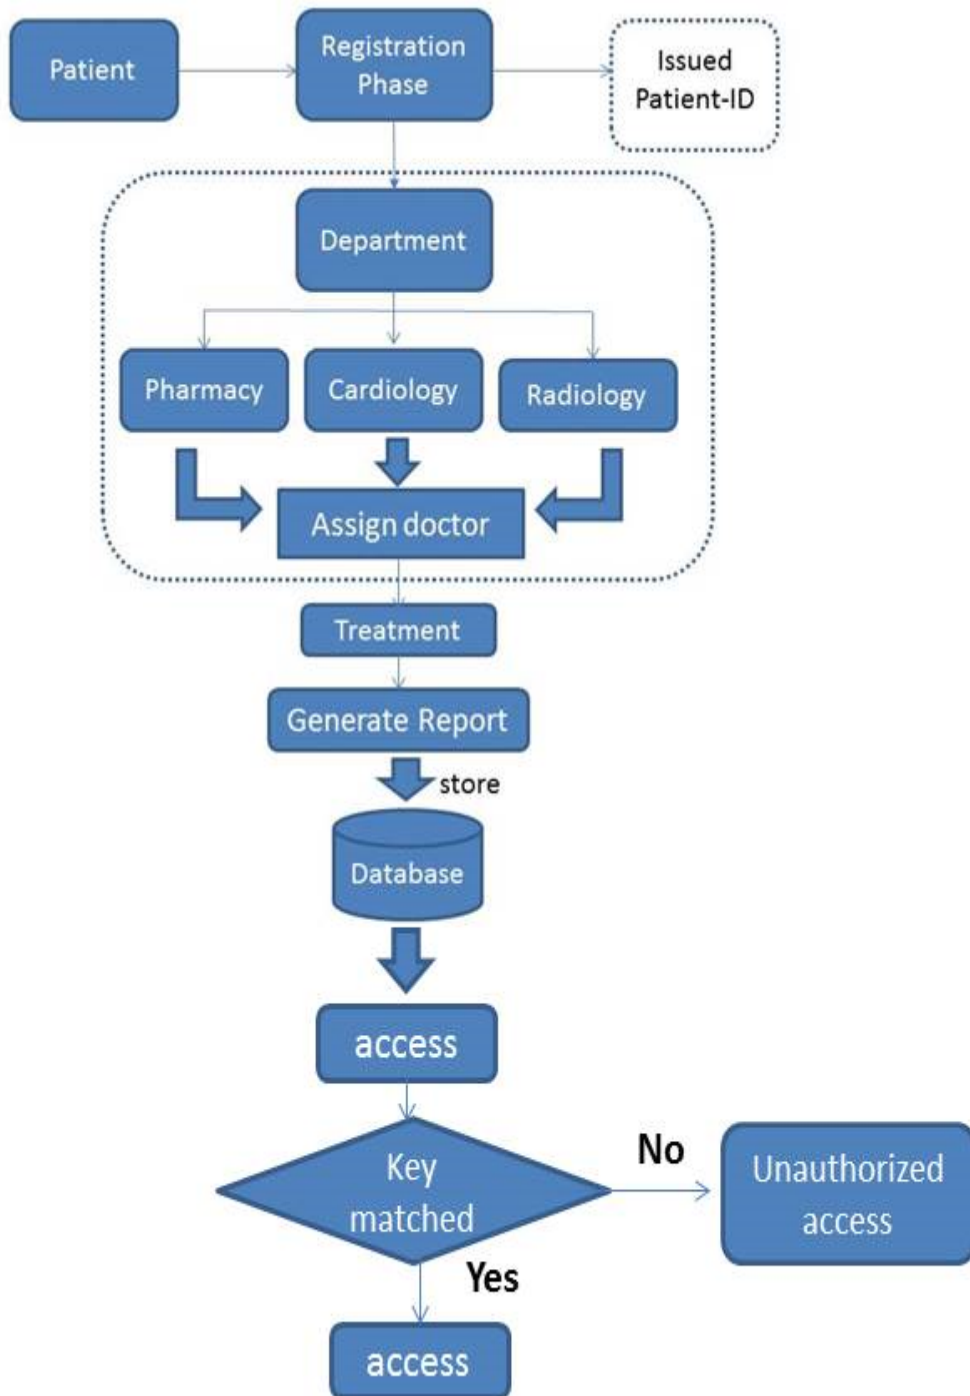 Patient
Registration
Phase
Issued
Patient-ID
Department
Pharmacy
Cardiology
Radiology
Assign doctor
Treatment
Generate Report
store
Database
access
Key
matched
No
Unauthorized
access
Yes
access